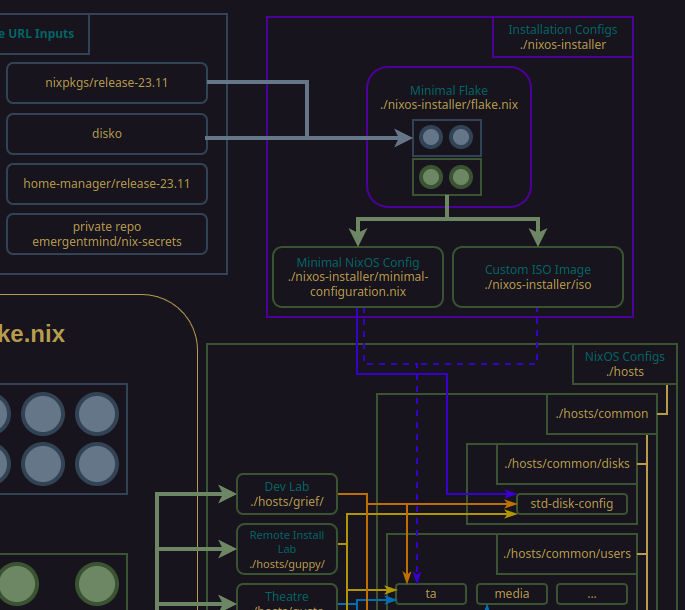 e URL Inputs
nixpkgs/release-23.11
disko
home-manager/release-23.11
private repo
emergentmind/nix-secrets
Installation Configs
./nixos-installer
Minimal Flake
./nixos-installer/flake.nix
Minimal NixOS Config
./nixos-installer/minimal-
configuration.nix
Custom ISO Image
./nixos-installer/iso
ke.nix
NixOS Configs
./hosts
./hosts/common
./hosts/common/disks
std-disk-config
Dev Lab
./hosts/grief/
Remote Install
Lab
./hosts/guppy/
./hosts/common/users
Theatre
ta
media
...